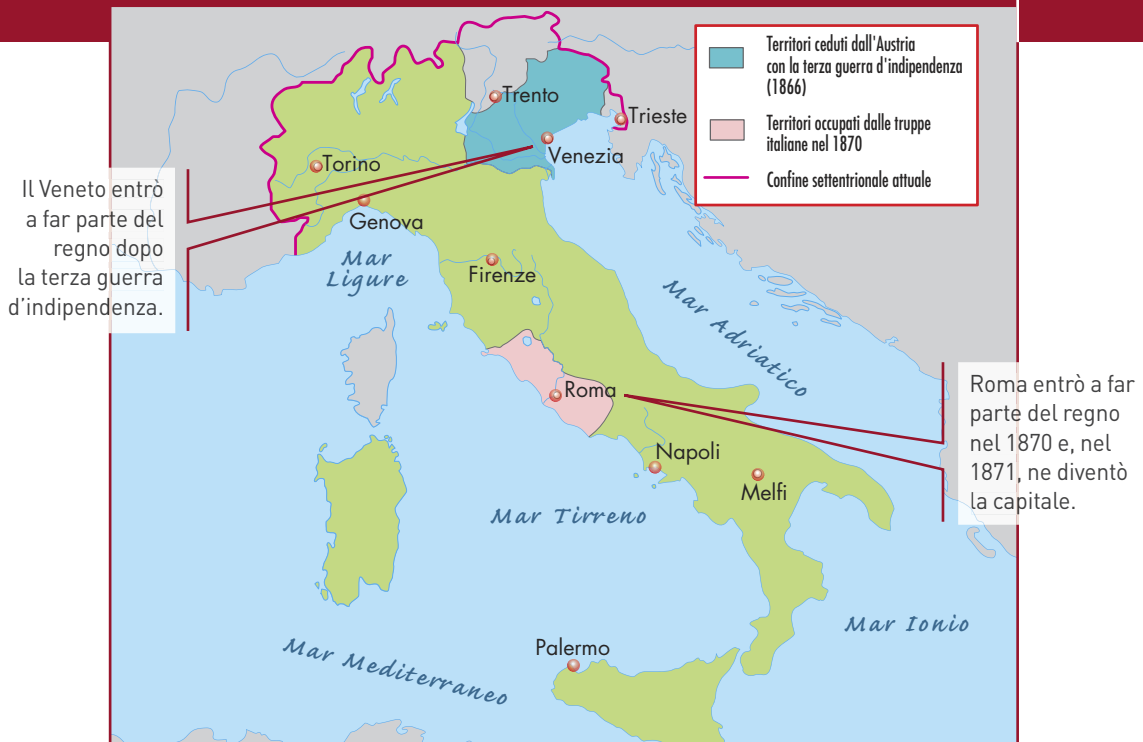 Territori ceduti dall'Austria
con la terza guerra d'indipendenza
(1866)
Territori occupati dalle truppe
italiane nel 1870
Confine settentrionale attuale
Trento
Trieste
Venezia
Torino
Genova
Il Veneto entrò
a far parte del
regno dopo
la terza guerra
d'indipendenza.
Mar
Ligure
Firenze
Mar Adriatico
Roma
Roma entrò a far
parte del regno
nel 1870 e, nel
1871, ne diventò
la capitale.
Napoli
Melfi
Mar Tirreno
Mar Ionio
Palermo
Mar Mediterraneo